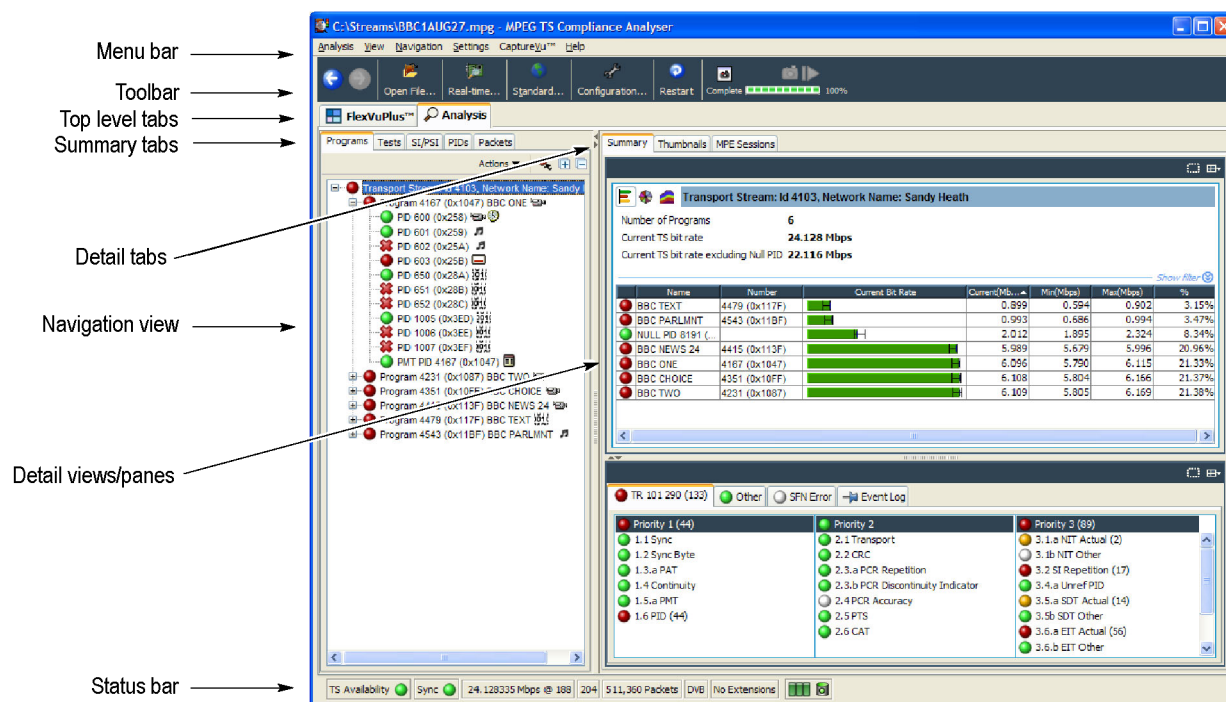 C:\Streams\BBC1AUG27.mpg - MPEG TS Compliance Analyser
Menu bar
Analysis View Navigation Settings CaptureVu™ Help
Toolbar
Open File... Real-time... Standard... Configuration... Restart Complete 100%
Top level tabs
FlexVuPlus™ Analysis
Summary tabs
Programs Tests SI/PSI PIDs Packets
Actions
Transport Stream: Id 4103, Network Name: Sandy H
Program 4167 (0x1047) BBC ONE
PID 600 (0x258)
PID 601 (0x259)
PID 602 (0x25A)
PID 603 (0x25B)
PID 650 (0x28A)
PID 651 (0x28B)
PID 652 (0x28C)
PID 1005 (0x3ED)
PID 1006 (0x3EE)
PID 1007 (0x3EF)
PMT PID 4167 (0x1047)
Program 4231 (0x1087) BBC TWO
Program 4351 (0x10FF) BBC CHOICE
Program 4415 (0x113F) BBC NEWS 24
Program 4479 (0x117F) BBC TEXT
Program 4543 (0x11BF) BBC PARLMNT
Detail tabs
Navigation view
Detail views/panes
Summary Thumbnails MPE Sessions
Transport Stream: Id 4103, Network Name: Sandy Heath
Number of Programs 6
Current TS bit rate 24.128 Mbps
Current TS bit rate excluding Null PID 22.116 Mbps
Show filter
Name Number Current Bit Rate Current(Mb... Min(Mbps) Max(Mbps) %
BBC TEXT 4479 (0x117F) 0.899 0.594 0.902 3.15%
BBC PARLMNT 4543 (0x11BF) 0.993 0.686 0.994 3.47%
NULL PID 8191 (... 2.012 1.895 2.324 8.34%
BBC NEWS 24 4415 (0x113F) 5.989 5.679 5.996 20.96%
BBC ONE 4167 (0x1047) 6.096 5.790 6.115 21.33%
BBC CHOICE 4351 (0x10FF) 6.108 5.804 6.166 21.37%
BBC TWO 4231 (0x1087) 6.109 5.805 6.169 21.38%
TR 101 290 (133) Other SFN Error Event Log
Priority 1 (44)
1.1 Sync
1.2 Sync Byte
1.3.a PAT
1.4 Continuity
1.5.a PMT
1.6 PID (44)
Priority 2
2.1 Transport
2.2 CRC
2.3.a PCR Repetition
2.3.b PCR Discontinuity Indicator
2.4 PCR Accuracy
2.5 PTS
2.6 CAT
Priority 3 (89)
3.1.a NIT Actual (2)
3.1b NIT Other
3.2 SI Repetition (17)
3.4.a Unref PID
3.5.a SDT Actual (14)
3.5b SDT Other
3.6.a EIT Actual (56)
3.6.b EIT Other
Status bar
TS Availability Sync 24.128335 Mbps @ 188 204 511,360 Packets DVB No Extensions